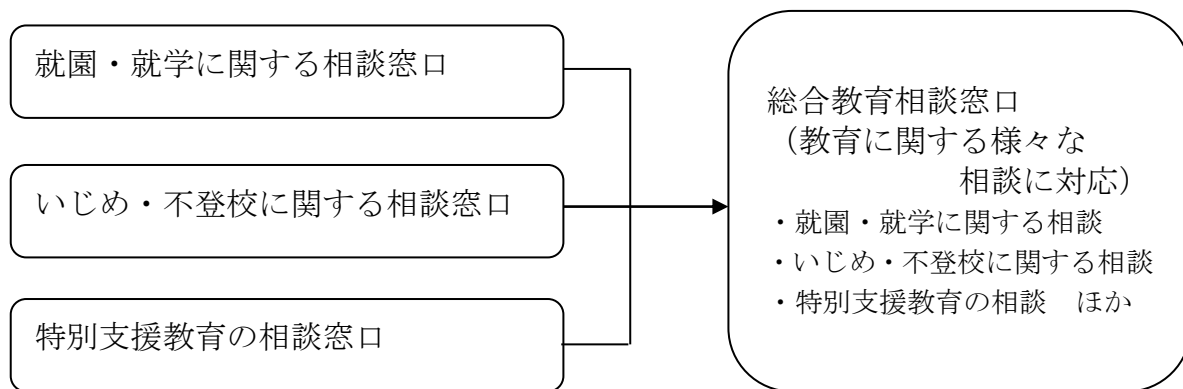 就園・就学に関する相談窓口
いじめ・不登校に関する相談窓口
特別支援教育の相談窓口
総合教育相談窓口
（教育に関する様々な
相談に対応）
・就園・就学に関する相談
・いじめ・不登校に関する相談
・特別支援教育の相談　ほか